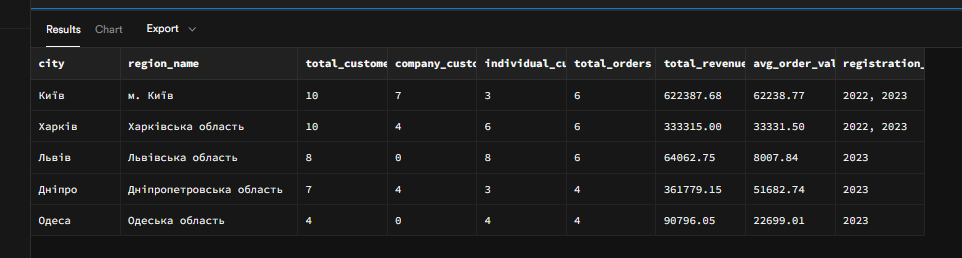 Results Chart Export
city region_name total_custome company_custo individual_cu total_orders total_revenue avg_order_val registration_
Київ м. Київ 10 7 3 6 622387.68 62238.77 2022, 2023
Харків Харківська область 10 4 6 6 333315.00 33331.50 2022, 2023
Львів Львівська область 8 0 8 6 64062.75 8007.84 2023
Дніпро Дніпропетровська область 7 4 3 4 361779.15 51682.74 2023
Одеса Одеська область 4 0 4 4 90796.05 22699.01 2023